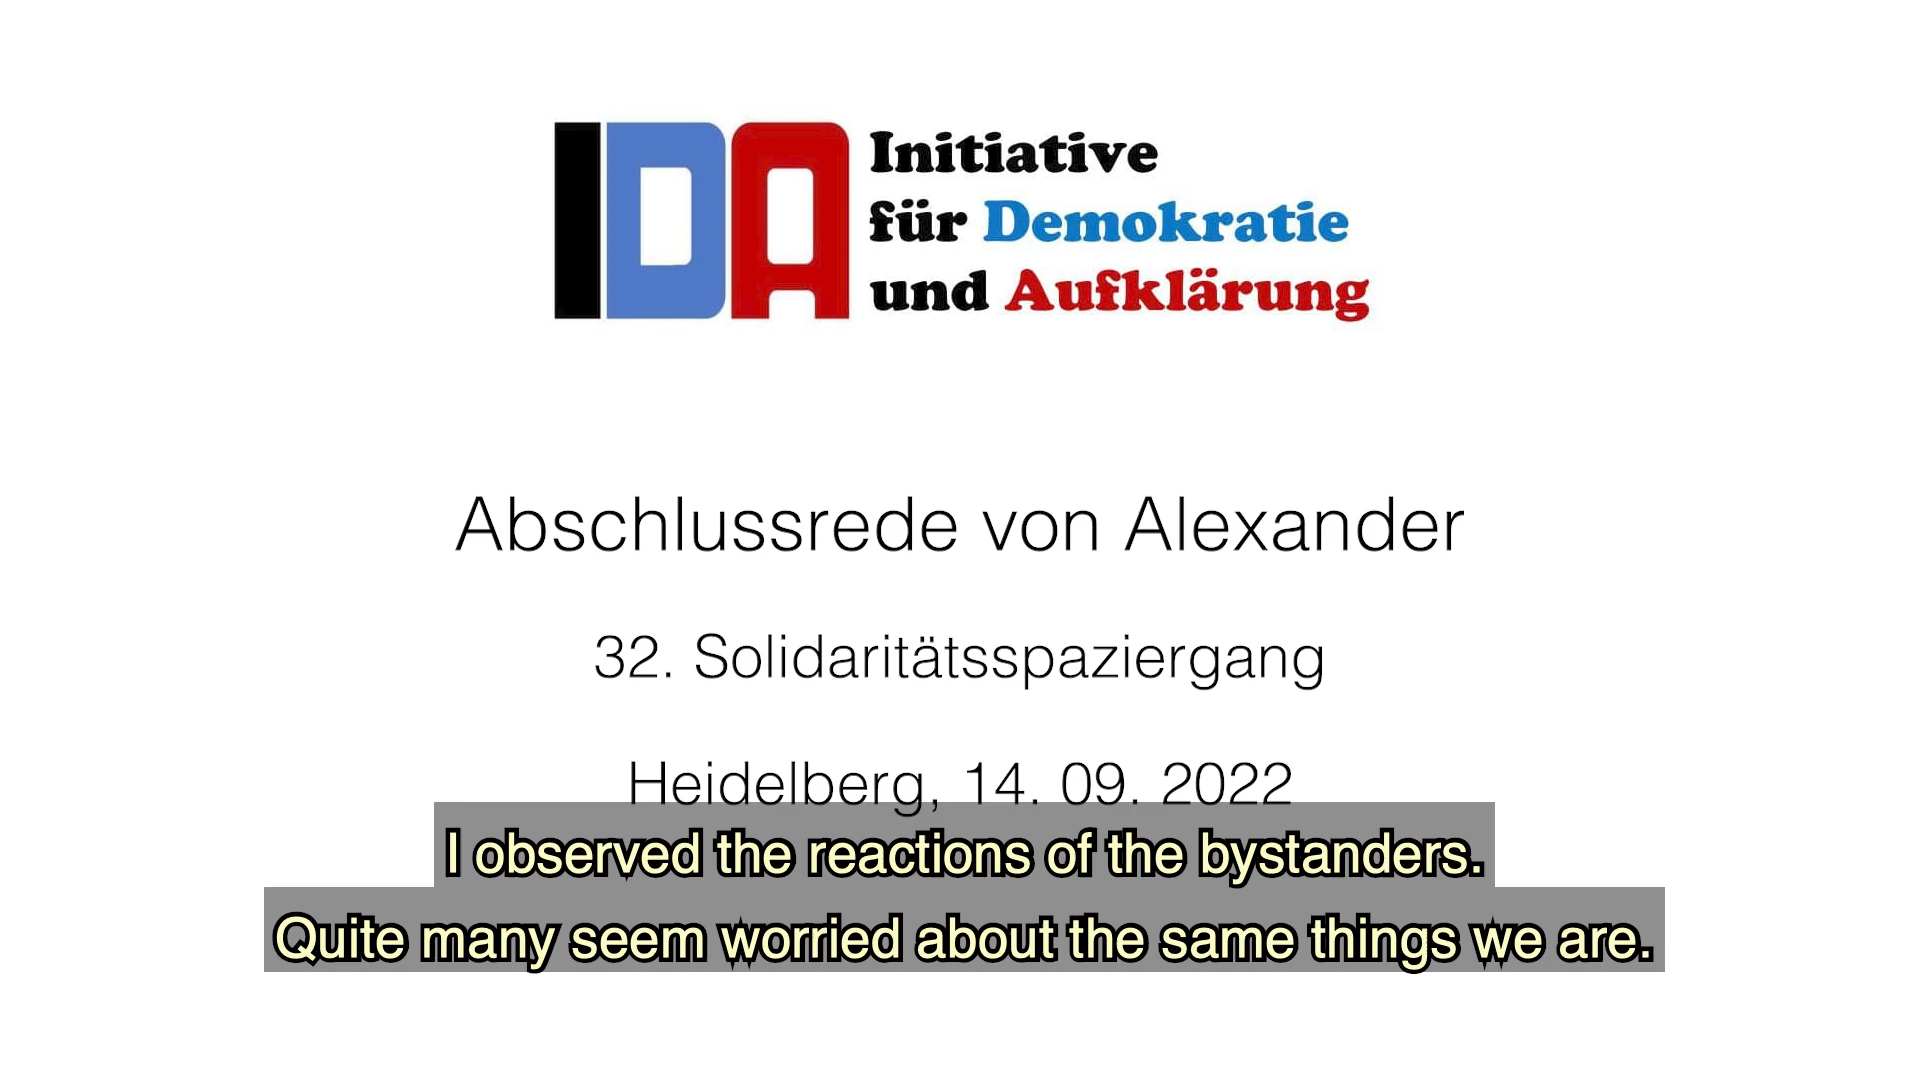 IDA
Initiative
für Demokratie
und Aufklärung
Abschlussrede von Alexander
32. Solidaritätsspaziergang
Heidelberg, 14. 09. 2022
I observed the reactions of the bystanders.
Quite many seem worried about the same things we are.